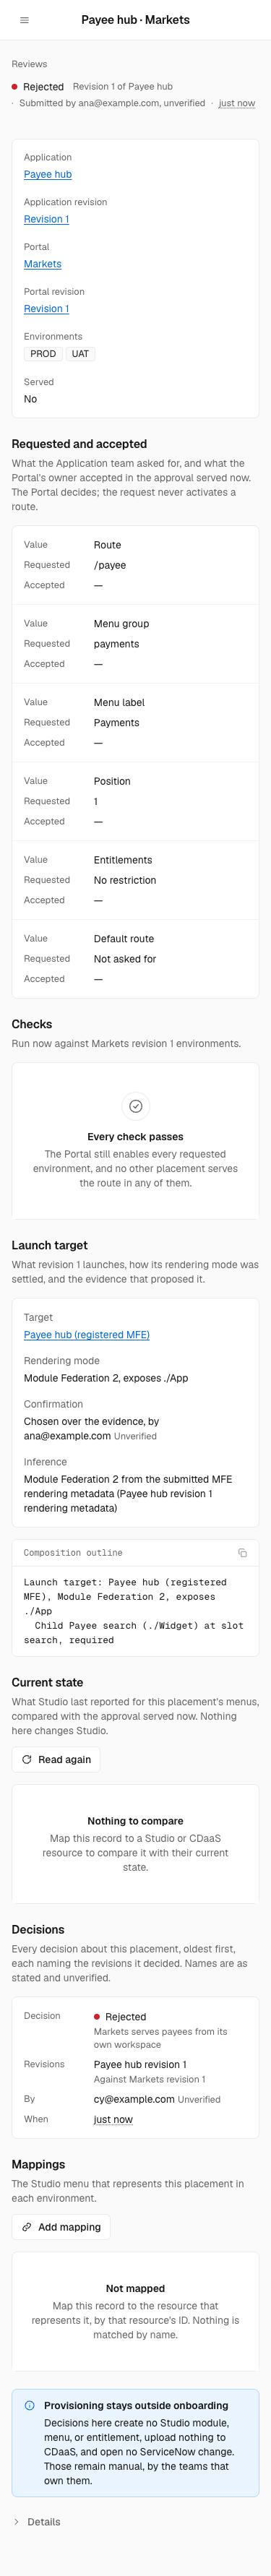 Payee hub · Markets
Reviews
Rejected Revision 1 of Payee hub
· Submitted by ana@example.com, unverified · just now
Application
Payee hub
Application revision
Revision 1
Portal
Markets
Portal revision
Revision 1
Environments
PROD UAT
Served
No
Requested and accepted
What the Application team asked for, and what the
Portal's owner accepted in the approval served now.
The Portal decides; the request never activates a
route.
Value Route
Requested /payee
Accepted —
Value Menu group
Requested payments
Accepted —
Value Menu label
Requested Payments
Accepted —
Value Position
Requested 1
Accepted —
Value Entitlements
Requested No restriction
Accepted —
Value Default route
Requested Not asked for
Accepted —
Checks
Run now against Markets revision 1 environments.
Every check passes
The Portal still enables every requested
environment, and no other placement serves
the route in any of them.
Launch target
What revision 1 launches, how its rendering mode was
settled, and the evidence that proposed it.
Target
Payee hub (registered MFE)
Rendering mode
Module Federation 2, exposes ./App
Confirmation
Chosen over the evidence, by
ana@example.com Unverified
Inference
Module Federation 2 from the submitted MFE
rendering metadata (Payee hub revision 1
rendering metadata)
Composition outline
Launch target: Payee hub (registered
MFE), Module Federation 2, exposes
./App
Child Payee search (./Widget) at slot
search, required
Current state
What Studio last reported for this placement's menus,
compared with the approval served now. Nothing
here changes Studio.
Read again
Nothing to compare
Map this record to a Studio or CDaaS
resource to compare it with their current
state.
Decisions
Every decision about this placement, oldest first,
each naming the revisions it decided. Names are as
stated and unverified.
Decision Rejected
Markets serves payees from its
own workspace
Revisions Payee hub revision 1
Against Markets revision 1
By cy@example.com Unverified
When just now
Mappings
The Studio menu that represents this placement in
each environment.
Add mapping
Not mapped
Map this record to the resource that
represents it, by that resource's ID. Nothing is
matched by name.
Provisioning stays outside onboarding
Decisions here create no Studio module,
menu, or entitlement, upload nothing to
CDaaS, and open no ServiceNow change.
Those remain manual, by the teams that
own them.
Details